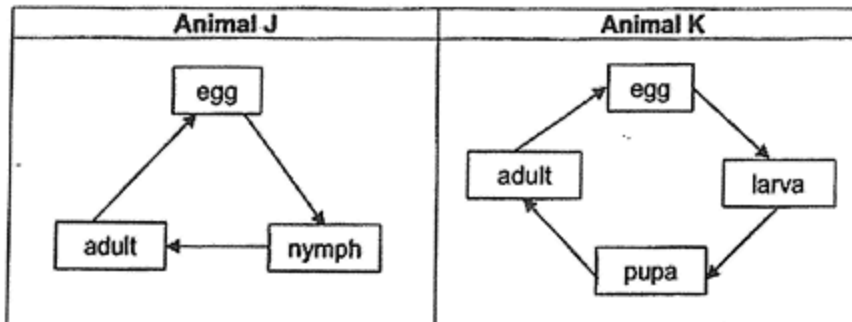 Animal J
Animal K
egg
adult
nymph
egg
adult
larva
pupa